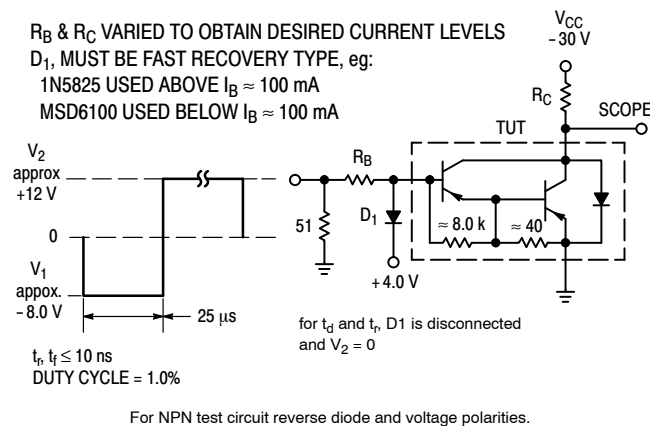 R_B & R_C VARIED TO OBTAIN DESIRED CURRENT LEVELS
D_1, MUST BE FAST RECOVERY TYPE, eg:
1N5825 USED ABOVE I_B ≈ 100 mA
MSD6100 USED BELOW I_B ≈ 100 mA
V_CC
- 30 V
R_C
SCOPE
TUT
V_2
approx
+12 V
0
V_1
appox.
- 8.0 V
25 μs
t_r, t_f ≤ 10 ns
DUTY CYCLE = 1.0%
51
R_B
D_1
+ 4.0 V
≈ 8.0 k
≈ 40
for t_d and t_r, D1 is disconnected
and V_2 = 0
For NPN test circuit reverse diode and voltage polarities.